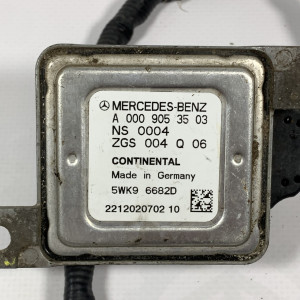 MERCEDES-BENZ
A 000 905 35 03
NS 0004
ZGS 004 Q 06
CONTINENTAL
Made in Germany
5WK9 6682D
2212020702 10